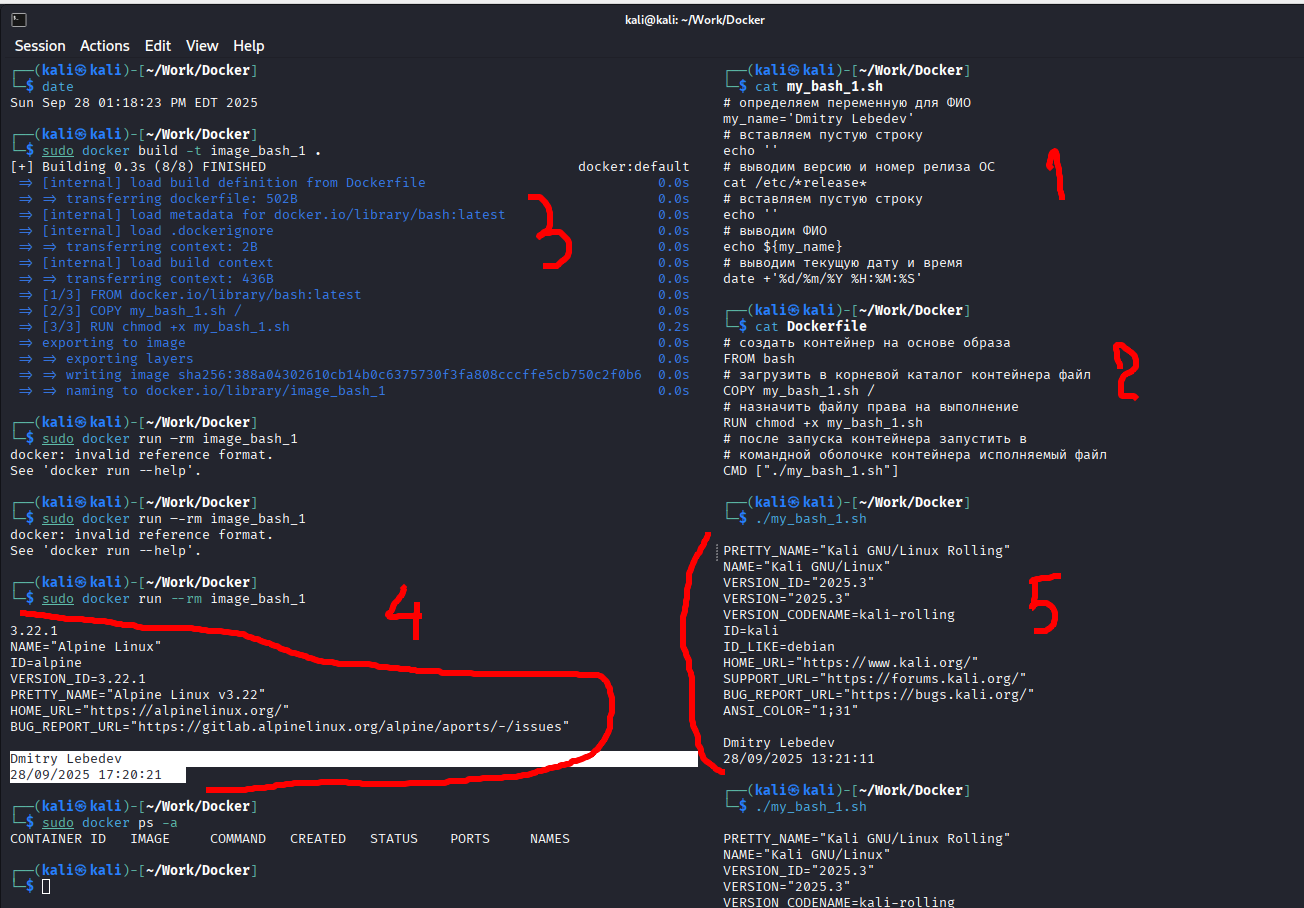 kali@kali: ~/Work/Docker
Session Actions Edit View Help
┌──(kali㉿kali)-[~/Work/Docker]
└─$ date
Sun Sep 28 01:18:23 PM EDT 2025
┌──(kali㉿kali)-[~/Work/Docker]
└─$ sudo docker build -t image_bash_1 .
[+] Building 0.3s (8/8) FINISHED docker:default
=> [internal] load build definition from Dockerfile 0.0s
=> => transferring dockerfile: 502B 0.0s
=> [internal] load metadata for docker.io/library/bash:latest 0.0s
=> [internal] load .dockerignore 0.0s
=> => transferring context: 2B 0.0s
=> [internal] load build context 0.0s
=> => transferring context: 436B 0.0s
=> [1/3] FROM docker.io/library/bash:latest 0.0s
=> [2/3] COPY my_bash_1.sh / 0.0s
=> [3/3] RUN chmod +x my_bash_1.sh 0.2s
=> exporting to image 0.0s
=> => exporting layers 0.0s
=> => writing image sha256:388a04302610cb14b0c6375730f3fa808cccffe5cb750c2f0b6 0.0s
=> => naming to docker.io/library/image_bash_1 0.0s
3
┌──(kali㉿kali)-[~/Work/Docker]
└─$ sudo docker run –rm image_bash_1
docker: invalid reference format.
See 'docker run --help'.
┌──(kali㉿kali)-[~/Work/Docker]
└─$ sudo docker run –-rm image_bash_1
docker: invalid reference format.
See 'docker run --help'.
┌──(kali㉿kali)-[~/Work/Docker]
└─$ sudo docker run --rm image_bash_1
4
3.22.1
NAME="Alpine Linux"
ID=alpine
VERSION_ID=3.22.1
PRETTY_NAME="Alpine Linux v3.22"
HOME_URL="https://alpinelinux.org/"
BUG_REPORT_URL="https://gitlab.alpinelinux.org/alpine/aports/-/issues"
Dmitry Lebedev
28/09/2025 17:20:21
┌──(kali㉿kali)-[~/Work/Docker]
└─$ sudo docker ps -a
CONTAINER ID IMAGE COMMAND CREATED STATUS PORTS NAMES
┌──(kali㉿kali)-[~/Work/Docker]
└─$
┌──(kali㉿kali)-[~/Work/Docker]
└─$ cat my_bash_1.sh
# определяем переменную для ФИО
my_name='Dmitry Lebedev'
# вставляем пустую строку
echo ''
# выводим версию и номер релиза ОС
cat /etc/*release*
# вставляем пустую строку
echo ''
# выводим ФИО
echo ${my_name}
# выводим текущую дату и время
date +'%d/%m/%Y %H:%M:%S'
1
┌──(kali㉿kali)-[~/Work/Docker]
└─$ cat Dockerfile
# создать контейнер на основе образа
FROM bash
# загрузить в корневой каталог контейнера файл
COPY my_bash_1.sh /
# назначить файлу права на выполнение
RUN chmod +x my_bash_1.sh
# после запуска контейнера запустить в
# командной оболочке контейнера исполняемый файл
CMD ["./my_bash_1.sh"]
2
┌──(kali㉿kali)-[~/Work/Docker]
└─$ ./my_bash_1.sh
PRETTY_NAME="Kali GNU/Linux Rolling"
NAME="Kali GNU/Linux"
VERSION_ID="2025.3"
VERSION="2025.3"
VERSION_CODENAME=kali-rolling
ID=kali
ID_LIKE=debian
HOME_URL="https://www.kali.org/"
SUPPORT_URL="https://forums.kali.org/"
BUG_REPORT_URL="https://bugs.kali.org/"
ANSI_COLOR="1;31"
5
Dmitry Lebedev
28/09/2025 13:21:11
┌──(kali㉿kali)-[~/Work/Docker]
└─$ ./my_bash_1.sh
PRETTY_NAME="Kali GNU/Linux Rolling"
NAME="Kali GNU/Linux"
VERSION_ID="2025.3"
VERSION="2025.3"
VERSION_CODENAME=kali-rolling